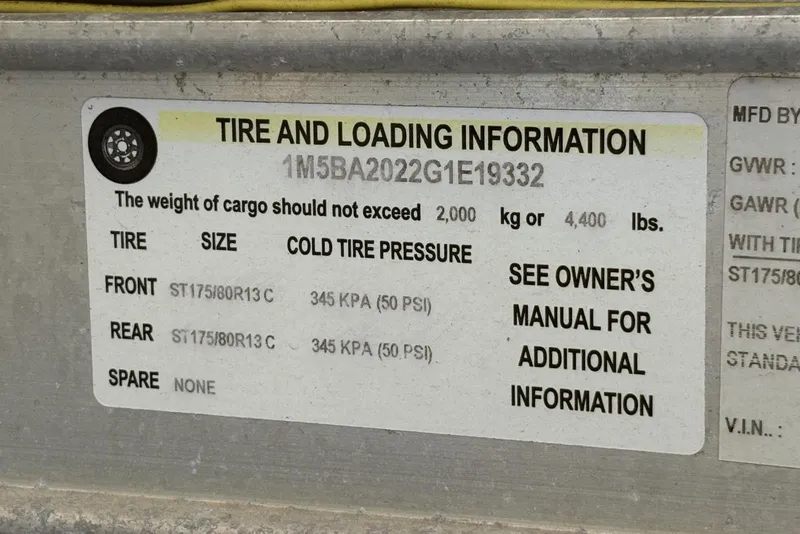 TIRE AND LOADING INFORMATION
1M5BA2022G1E19332
The weight of cargo should not exceed 2,000 kg or 4,400 lbs.
TIRE SIZE COLD TIRE PRESSURE
FRONT ST175/80R13 C 345 KPA (50 PSI)
REAR ST175/80R13 C 345 KPA (50 PSI)
SPARE NONE
SEE OWNER'S
MANUAL FOR
ADDITIONAL
INFORMATION
MFD BY
GVWR :
GAWR (
WITH TI
ST175/80
THIS VE
STANDA
V.I.N.. :